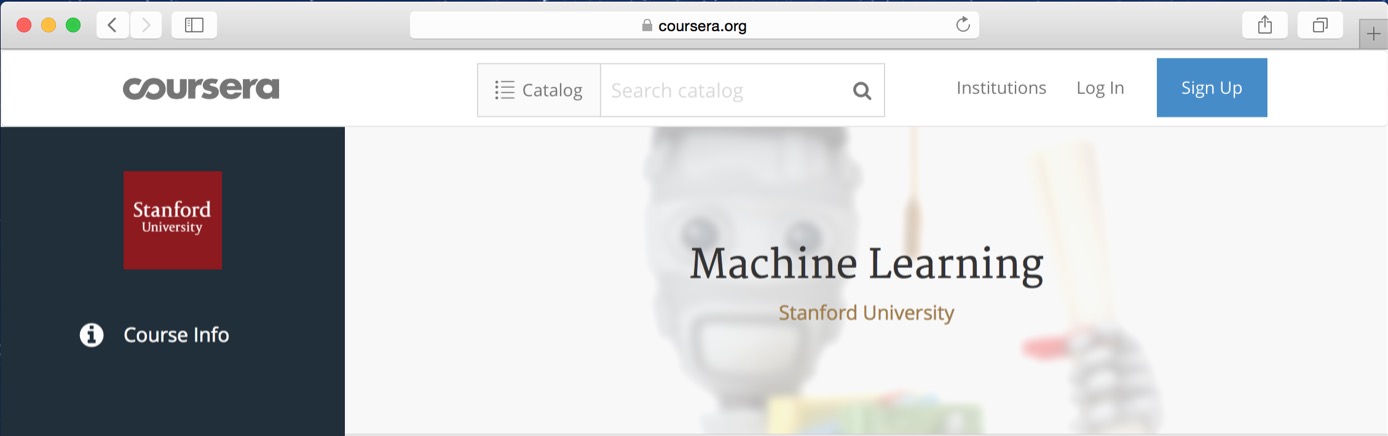 coursera.org
coursera
Catalog
Search catalog
Institutions
Log In
Sign Up
Stanford
University
Course Info
Machine Learning
Stanford University